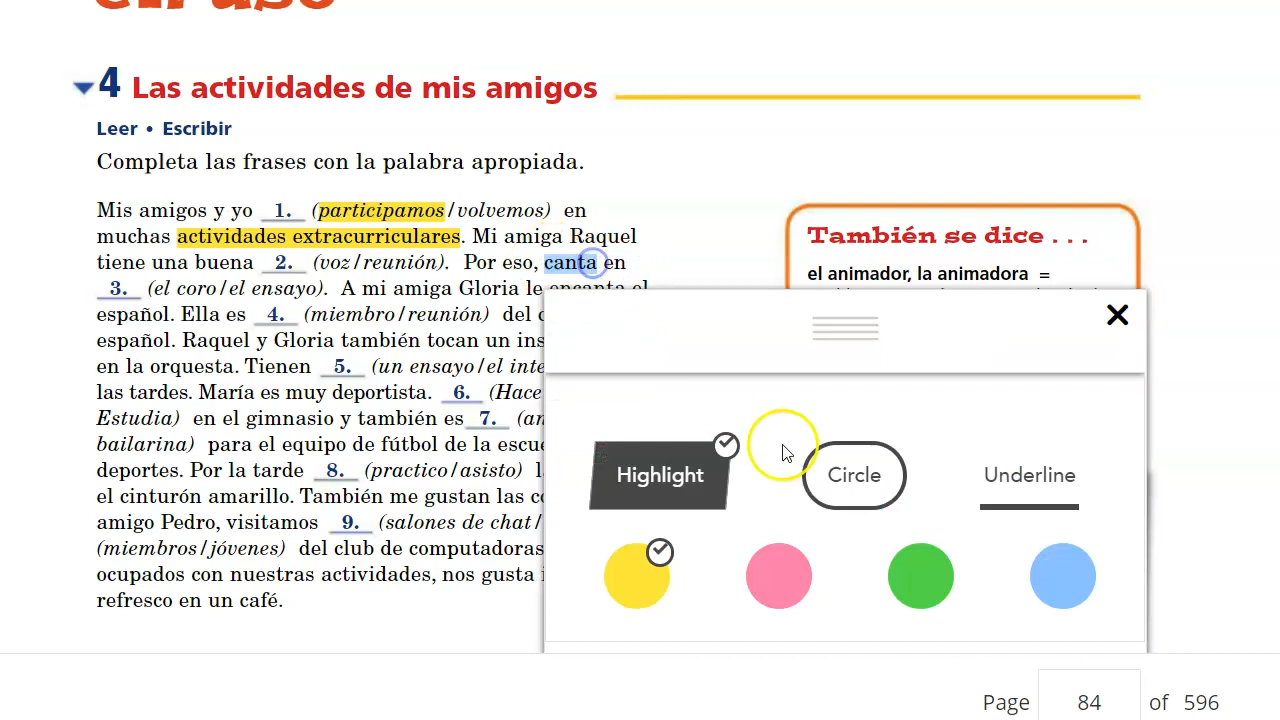 4 Las actividades de mis amigos
Leer • Escribir
Completa las frases con la palabra apropiada.
Mis amigos y yo 1. (participamos/volvemos) en
muchas actividades extracurriculares. Mi amiga Raquel
tiene una buena 2. (voz/reunión). Por eso, canta en
3. (el coro/el ensayo). A mi amiga Gloria le encanta el
español. Ella es 4. (miembro/reunión) del
español. Raquel y Gloria también tocan un
en la orquesta. Tienen 5. (un ensayo/el
las tardes. María es muy deportista. 6. (Hace
Estudia) en el gimnasio y también es 7.
bailarina) para el equipo de fútbol de la
deportes. Por la tarde 8. (practico/asisto)
el cinturón amarillo. También me gustan las
amigo Pedro, visitamos 9. (salones de chat/
(miembros/jóvenes) del club de computadoras
ocupados con nuestras actividades, nos gusta
refresco en un café.
También se dice . . .
el animador, la animadora =
Highlight
Circle
Underline
Page 84 of 596